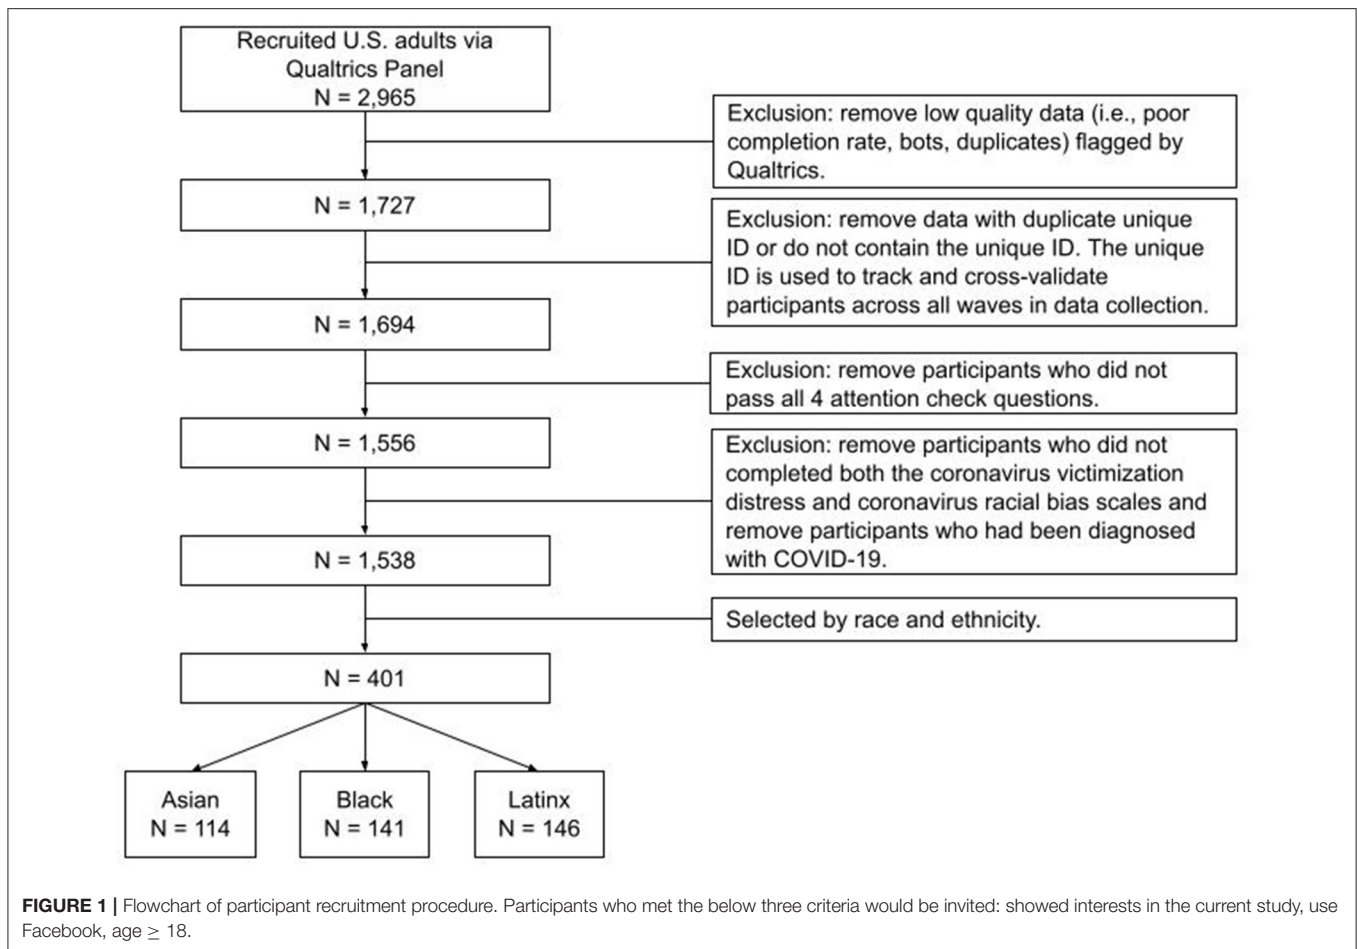 Recruited U.S. adults via
Qualtrics Panel
N = 2,965
Exclusion: remove low quality data (i.e., poor
completion rate, bots, duplicates) flagged by
Qualtrics.
N = 1,727
Exclusion: remove data with duplicate unique
ID or do not contain the unique ID. The unique
ID is used to track and cross-validate
participants across all waves in data collection.
N = 1,694
Exclusion: remove participants who did not
pass all 4 attention check questions.
N = 1,556
Exclusion: remove participants who did not
completed both the coronavirus victimization
distress and coronavirus racial bias scales and
remove participants who had been diagnosed
with COVID-19.
N = 1,538
Selected by race and ethnicity.
N = 401
Asian
N = 114
Black
N = 141
Latinx
N = 146
FIGURE 1 | Flowchart of participant recruitment procedure. Participants who met the below three criteria would be invited: showed interests in the current study, use
Facebook, age ≥ 18.